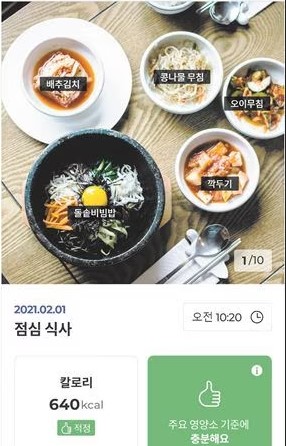 배추김치
콩나물 무침
오이무침
깍두기
돌솥비빔밥
1/10
2021.02.01
점심 식사
오전 10:20
칼로리
640 kcal
적정
i
주요 영양소 기준에
충분해요